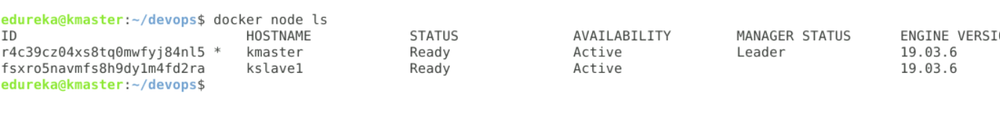 edureka@kmaster:~/devops$ docker node ls
ID HOSTNAME STATUS AVAILABILITY MANAGER STATUS ENGINE VERSIO
r4c39cz04xs8tq0mwfyj84nl5 * kmaster Ready Active Leader 19.03.6
fsxro5navmfs8h9dy1m4fd2ra kslave1 Ready Active 19.03.6
edureka@kmaster:~/devops$